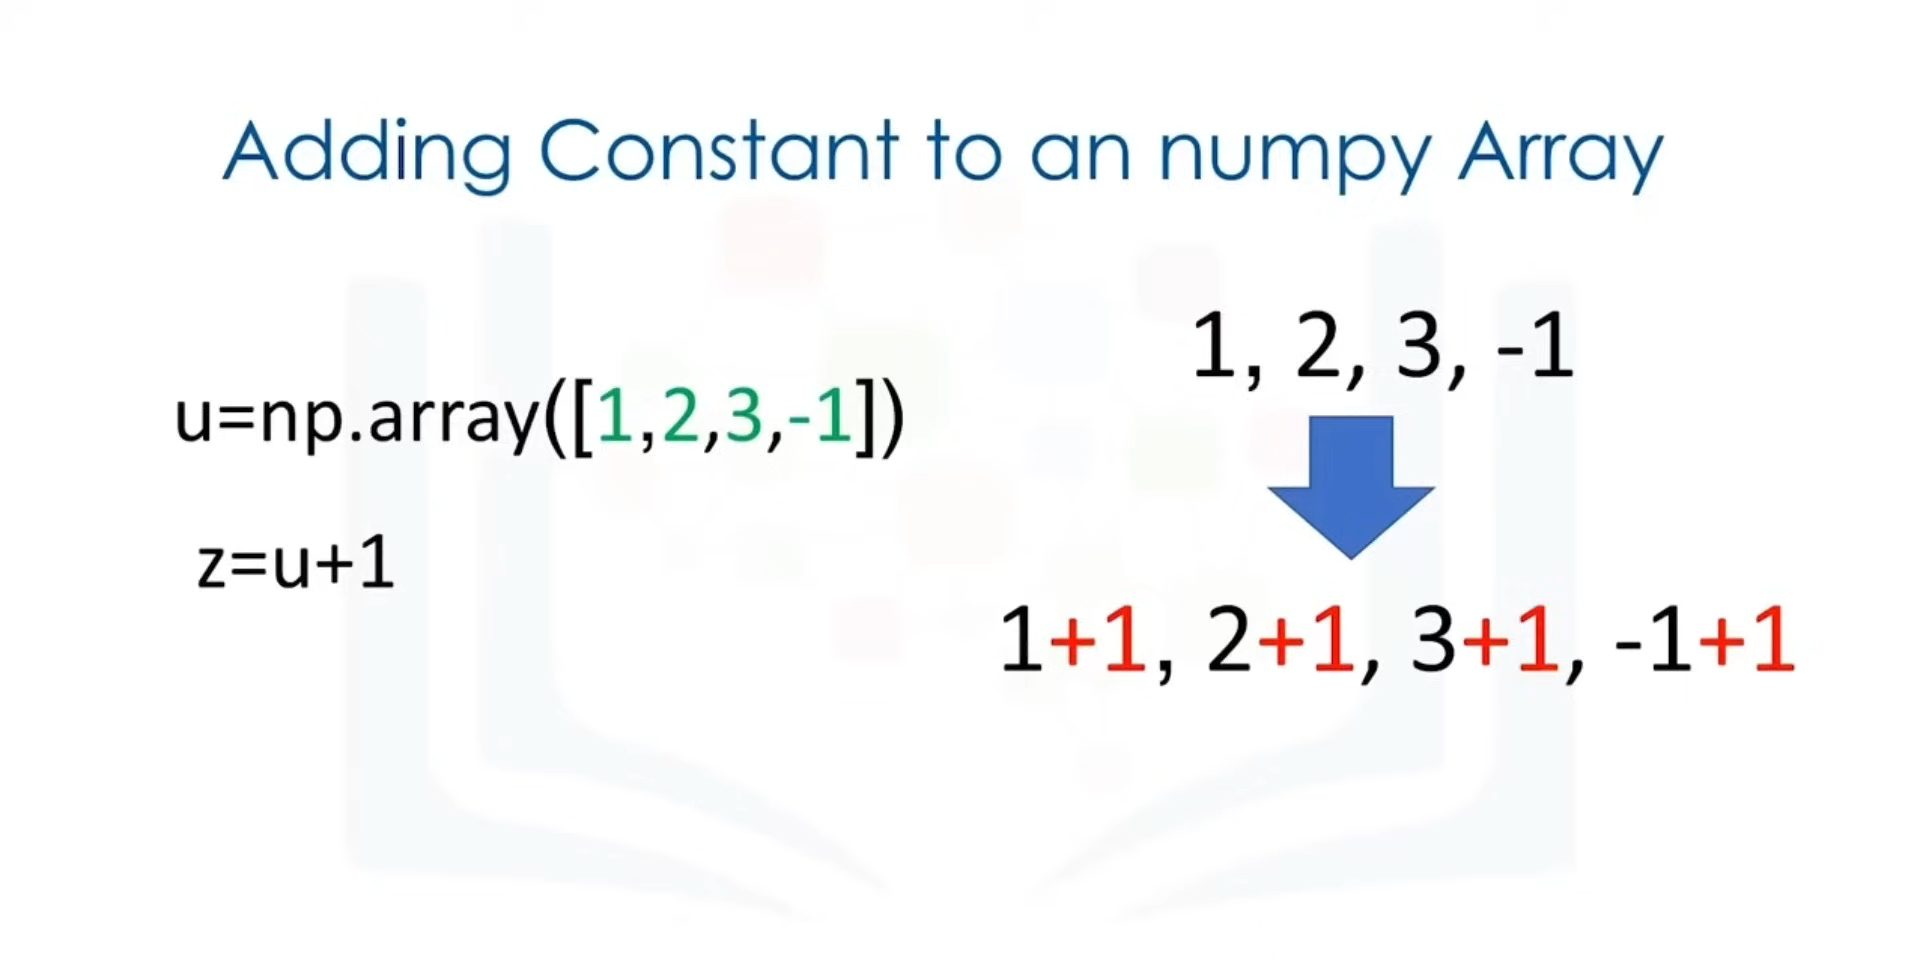 Adding Constant to an numpy Array
u=np.array([1,2,3,-1])
z=u+1
1, 2, 3, -1
1+1, 2+1, 3+1, -1+1